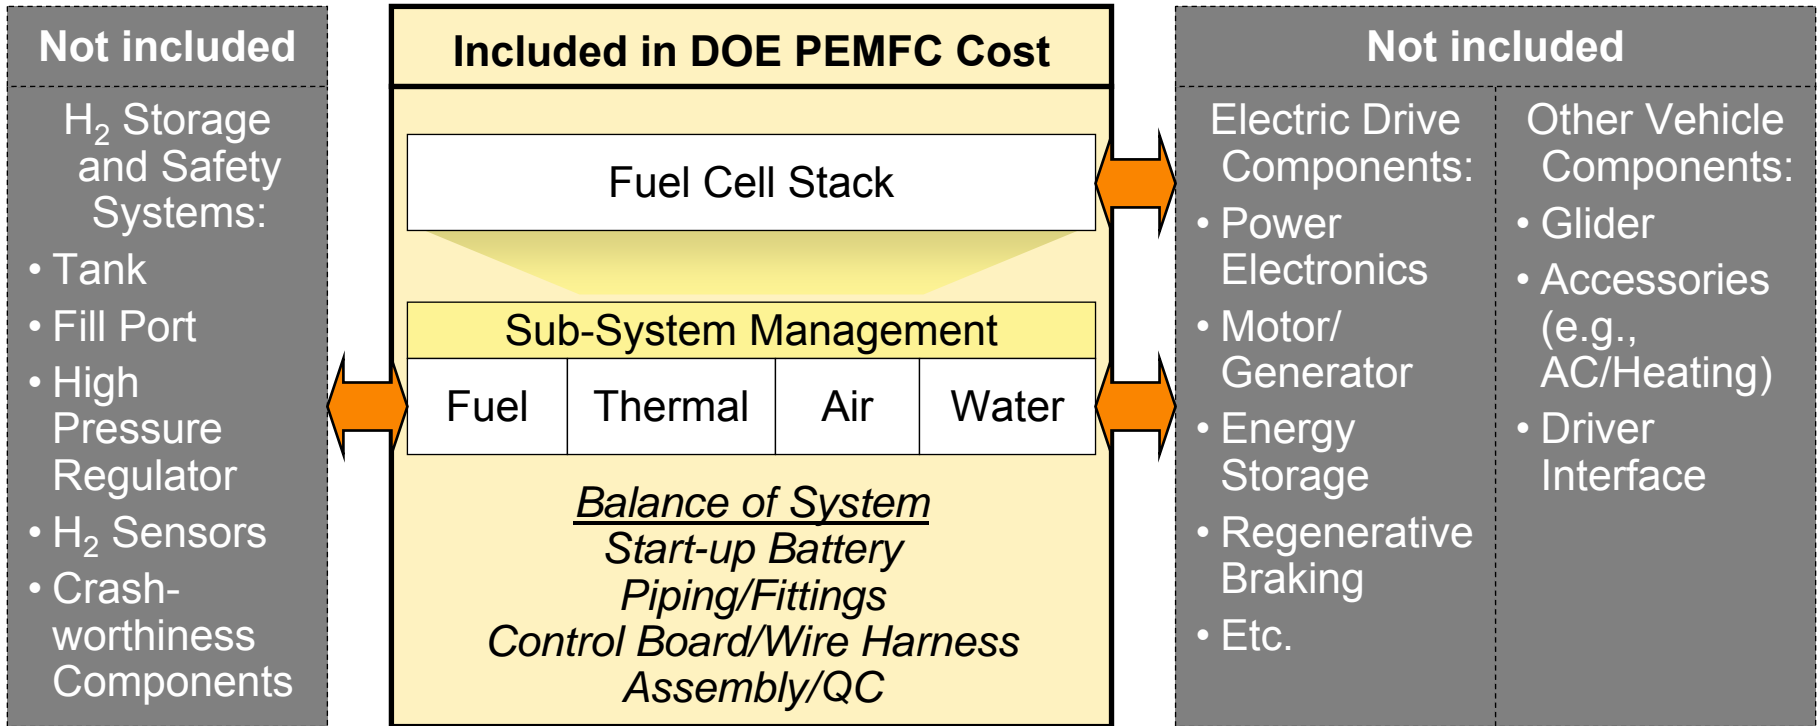 Not included
H₂ Storage
and Safety
Systems:
• Tank
• Fill Port
• High
Pressure
Regulator
• H₂ Sensors
• Crash-
worthiness
Components
Included in DOE PEMFC Cost
Fuel Cell Stack
Sub-System Management
Fuel Thermal Air Water
Balance of System
Start-up Battery
Piping/Fittings
Control Board/Wire Harness
Assembly/QC
Not included
Electric Drive
Components:
• Power
Electronics
• Motor/
Generator
• Energy
Storage
• Regenerative
Braking
• Etc.
Other Vehicle
Components:
• Glider
• Accessories
(e.g.,
AC/Heating)
• Driver
Interface